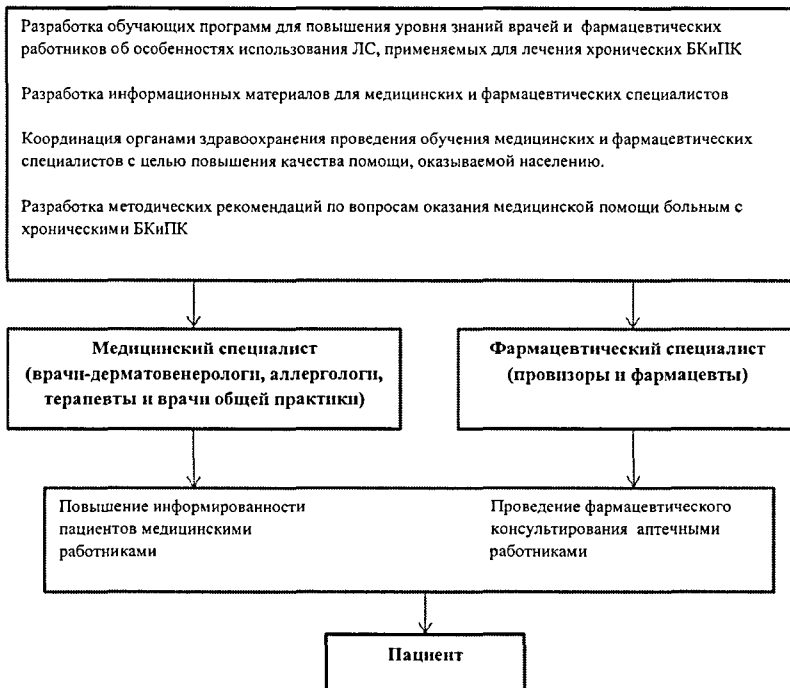 Разработка обучающих программ для повышения уровня знаний врачей и фармацевтических
работников об особенностях использования ЛС, применяемых для лечения хронических БКиПК
Разработка информационных материалов для медицинских и фармацевтических специалистов
Координация органами здравоохранения проведения обучения медицинских и фармацевтических
специалистов с целью повышения качества помощи, оказываемой населению.
Разработка методических рекомендаций по вопросам оказания медицинской помощи больным с
хроническими БКиПК
Медицинский специалист
(врачи-дерматовенерологи, аллергологи,
терапевты и врачи общей практики)
Фармацевтический специалист
(провизоры и фармацевты)
Повышение информированности
пациентов медицинскими
работниками
Проведение фармацевтического
консультирования аптечными
работниками
Пациент